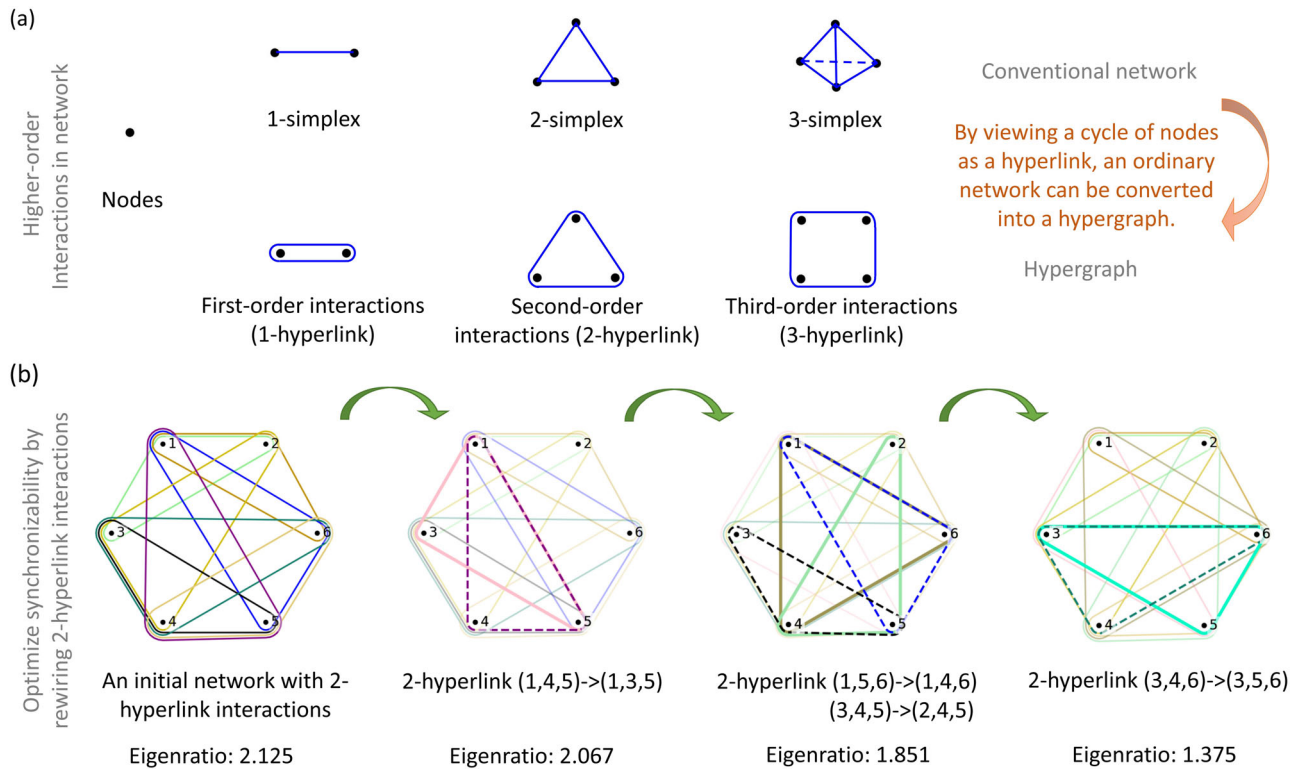 (a)
Higher-order
Interactions in network
Nodes
1-simplex
2-simplex
3-simplex
First-order interactions
(1-hyperlink)
Second-order
interactions (2-hyperlink)
Third-order interactions
(3-hyperlink)
Conventional network
By viewing a cycle of nodes
as a hyperlink, an ordinary
network can be converted
into a hypergraph.
Hypergraph
(b)
Optimize synchronizability by
rewiring 2-hyperlink interactions
1
2
3
6
4
5
An initial network with 2-
hyperlink interactions
Eigenratio: 2.125
1
2
3
6
4
5
2-hyperlink (1,4,5)->(1,3,5)
Eigenratio: 2.067
1
2
3
6
4
5
2-hyperlink (1,5,6)->(1,4,6)
(3,4,5)->(2,4,5)
Eigenratio: 1.851
1
2
3
6
4
5
2-hyperlink (3,4,6)->(3,5,6)
Eigenratio: 1.375